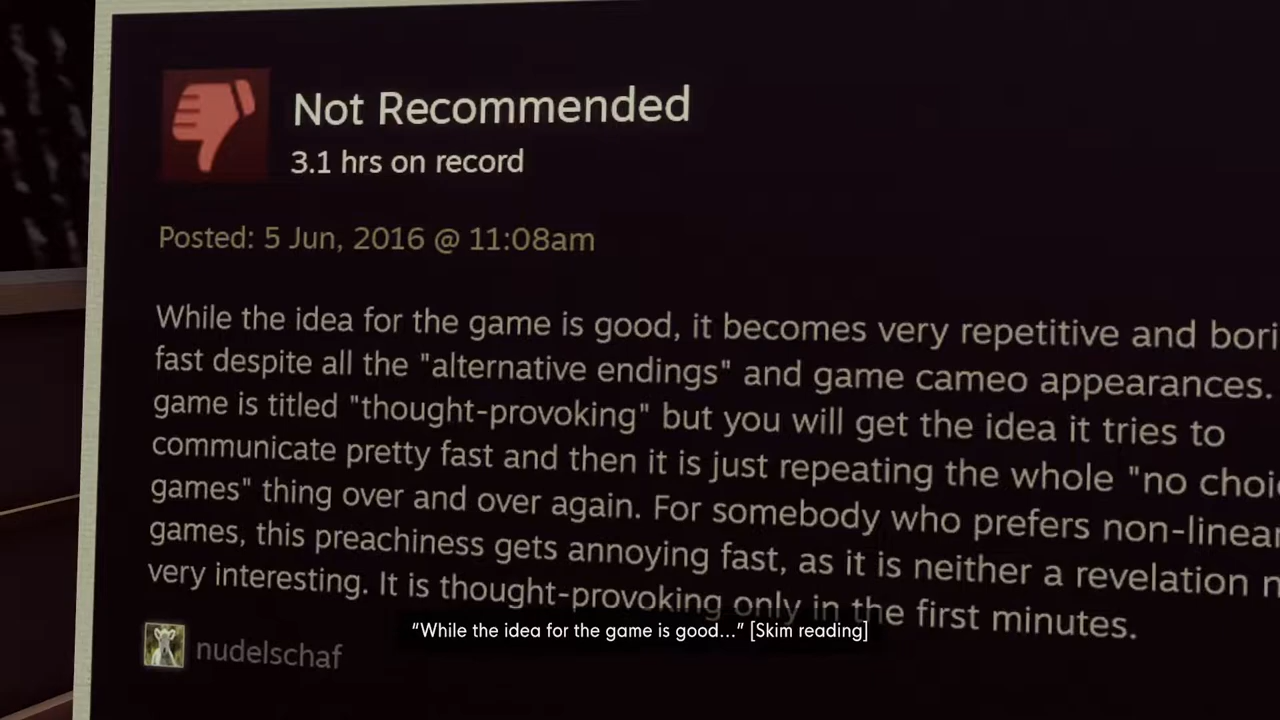 Not Recommended
3.1 hrs on record
Posted: 5 Jun, 2016 @ 11:08am
While the idea for the game is good, it becomes very repetitive and
fast despite all the "alternative endings" and game cameo appearances.
game is titled "thought-provoking" but you will get the idea it tries to
communicate pretty fast and then it is just repeating the whole "no
games" thing over and over again. For somebody who prefers non-linear
games, this preachiness gets annoying fast, as it is neither a revelation
very interesting. It is thought-provoking only in the first minutes.
“While the idea for the game is good...” [Skim reading]
nudelschaf